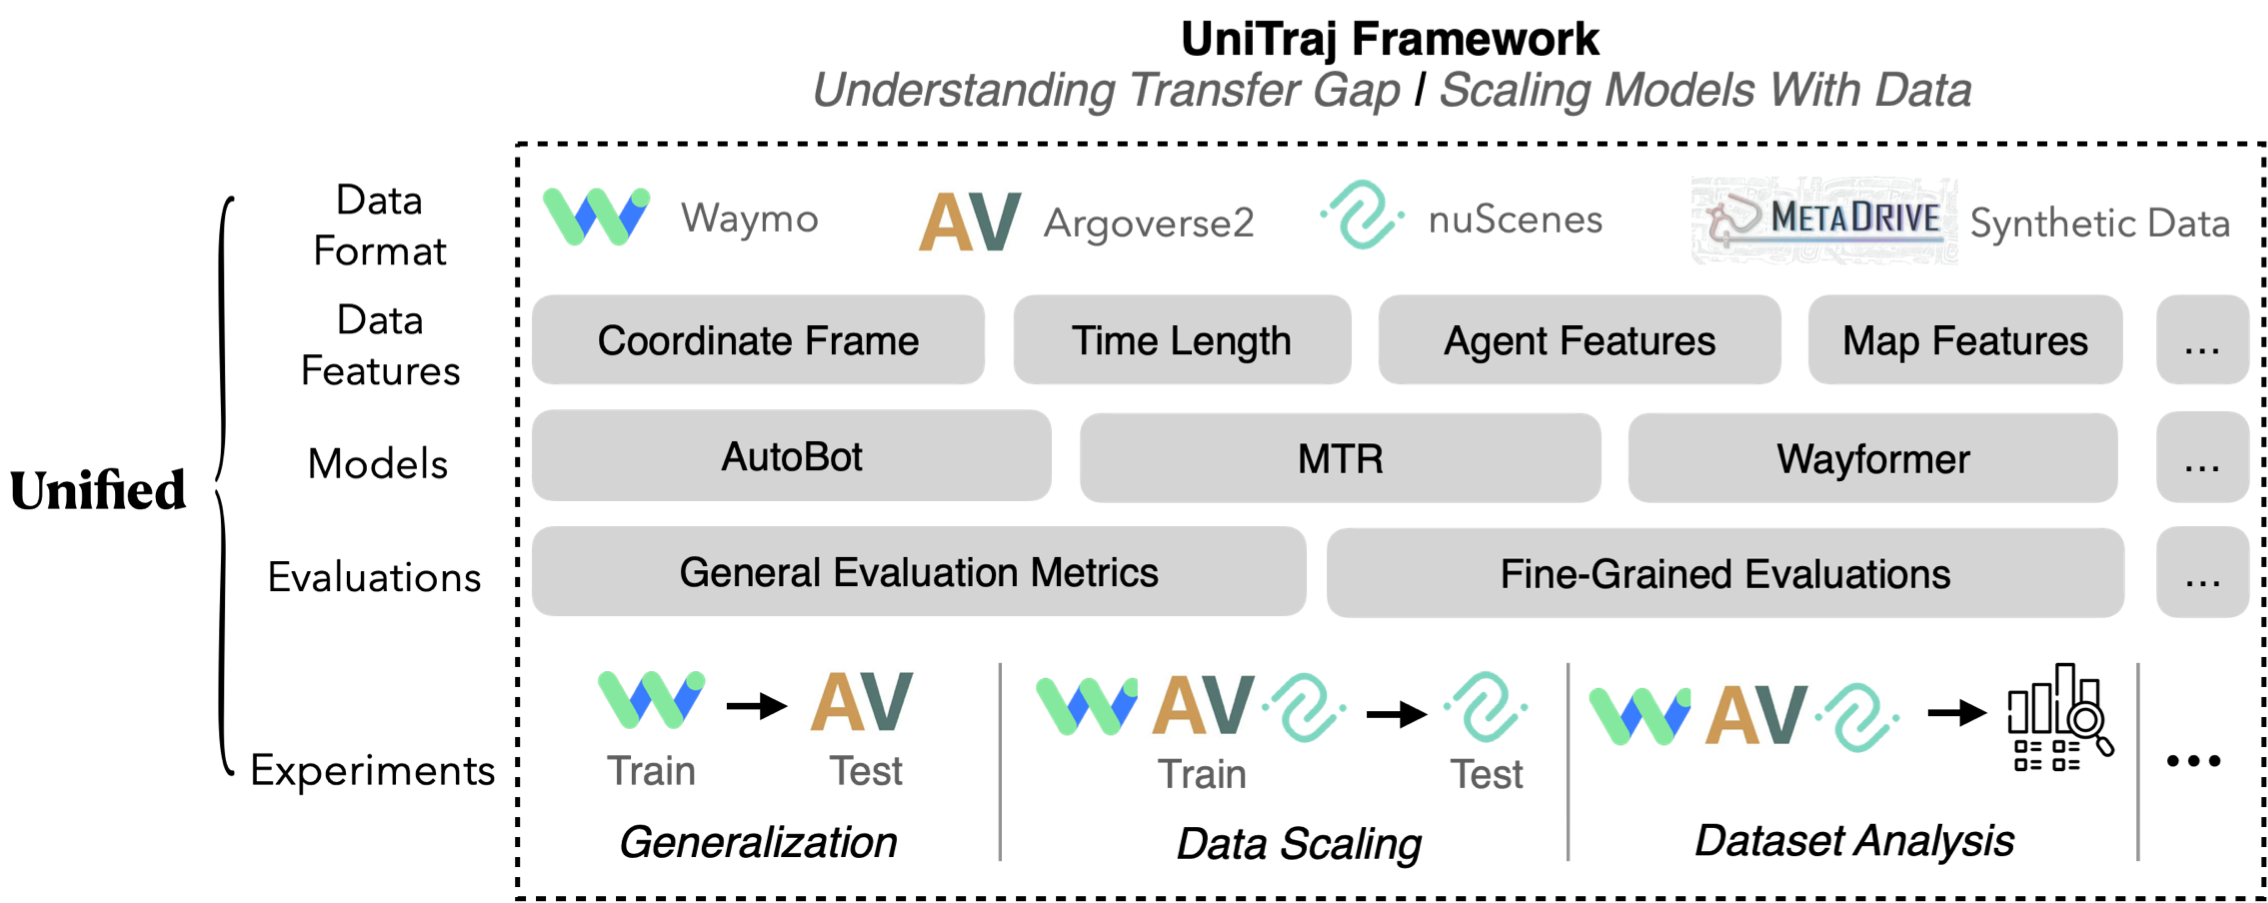 UniTraj Framework
Understanding Transfer Gap / Scaling Models With Data
Unified
Data
Format
Waymo
AV
Argoverse2
nuScenes
METADRIVE
Synthetic Data
Data
Features
Coordinate Frame
Time Length
Agent Features
Map Features
...
Models
AutoBot
MTR
Wayformer
...
Evaluations
General Evaluation Metrics
Fine-Grained Evaluations
...
Experiments
AV
Train
Test
Generalization
AV
Train
Test
Data Scaling
AV
Dataset Analysis
...